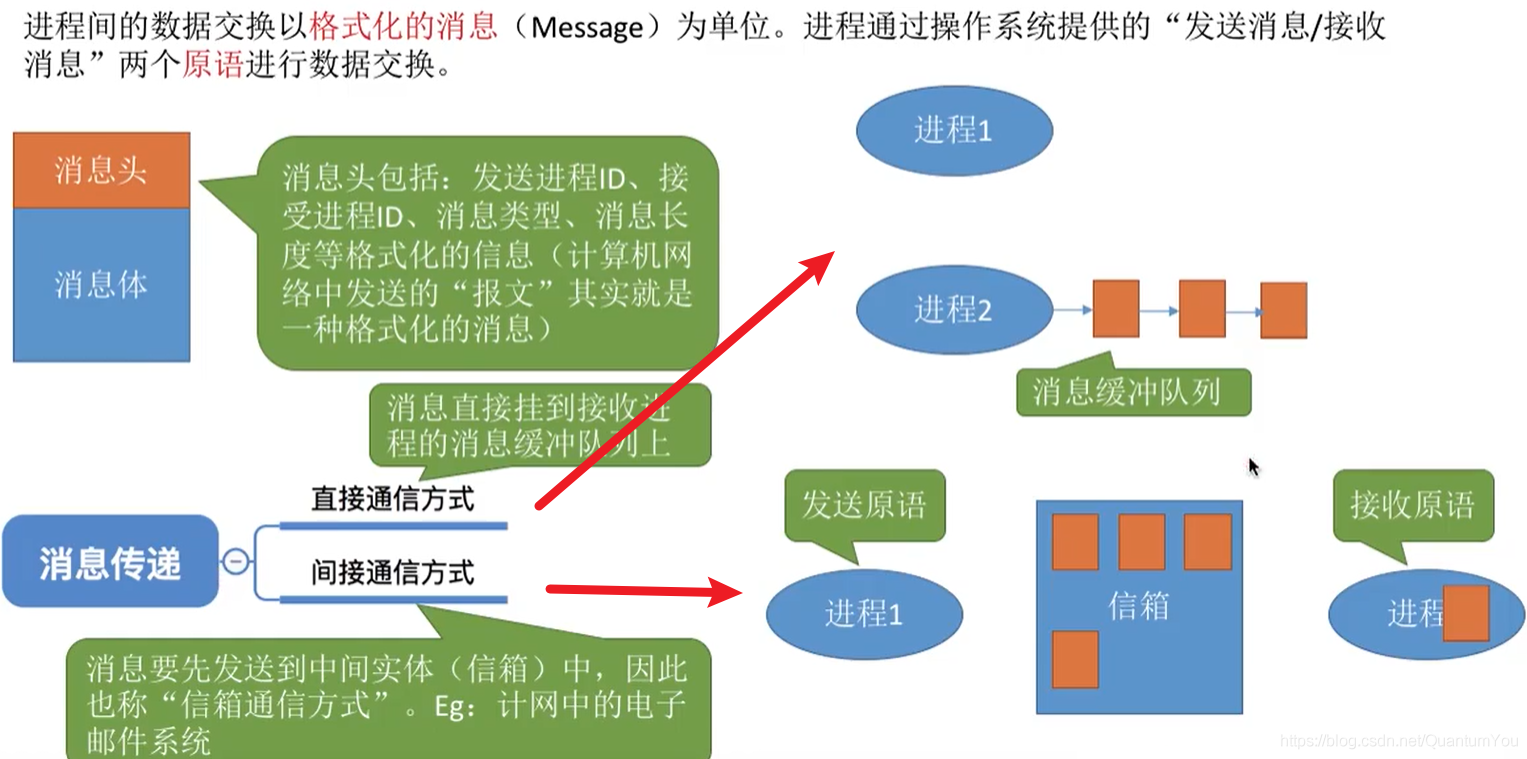 进程间的数据交换以格式化的消息（Message）为单位。进程通过操作系统提供的“发送消息/接收
消息”两个原语进行数据交换。
消息头
消息体
消息头包括：发送进程ID、接
受进程ID、消息类型、消息长
度等格式化的信息（计算机网
络中发送的“报文”其实就是
一种格式化的消息）
进程1
进程2
消息缓冲队列
消息直接挂到接收进
程的消息缓冲队列上
直接通信方式
消息传递
间接通信方式
消息要先发送到中间实体（信箱）中，因此
也称“信箱通信方式”。Eg：计网中的电子
邮件系统
发送原语
进程1
信箱
接收原语
进程
https://blog.csdn.net/QuantumYou